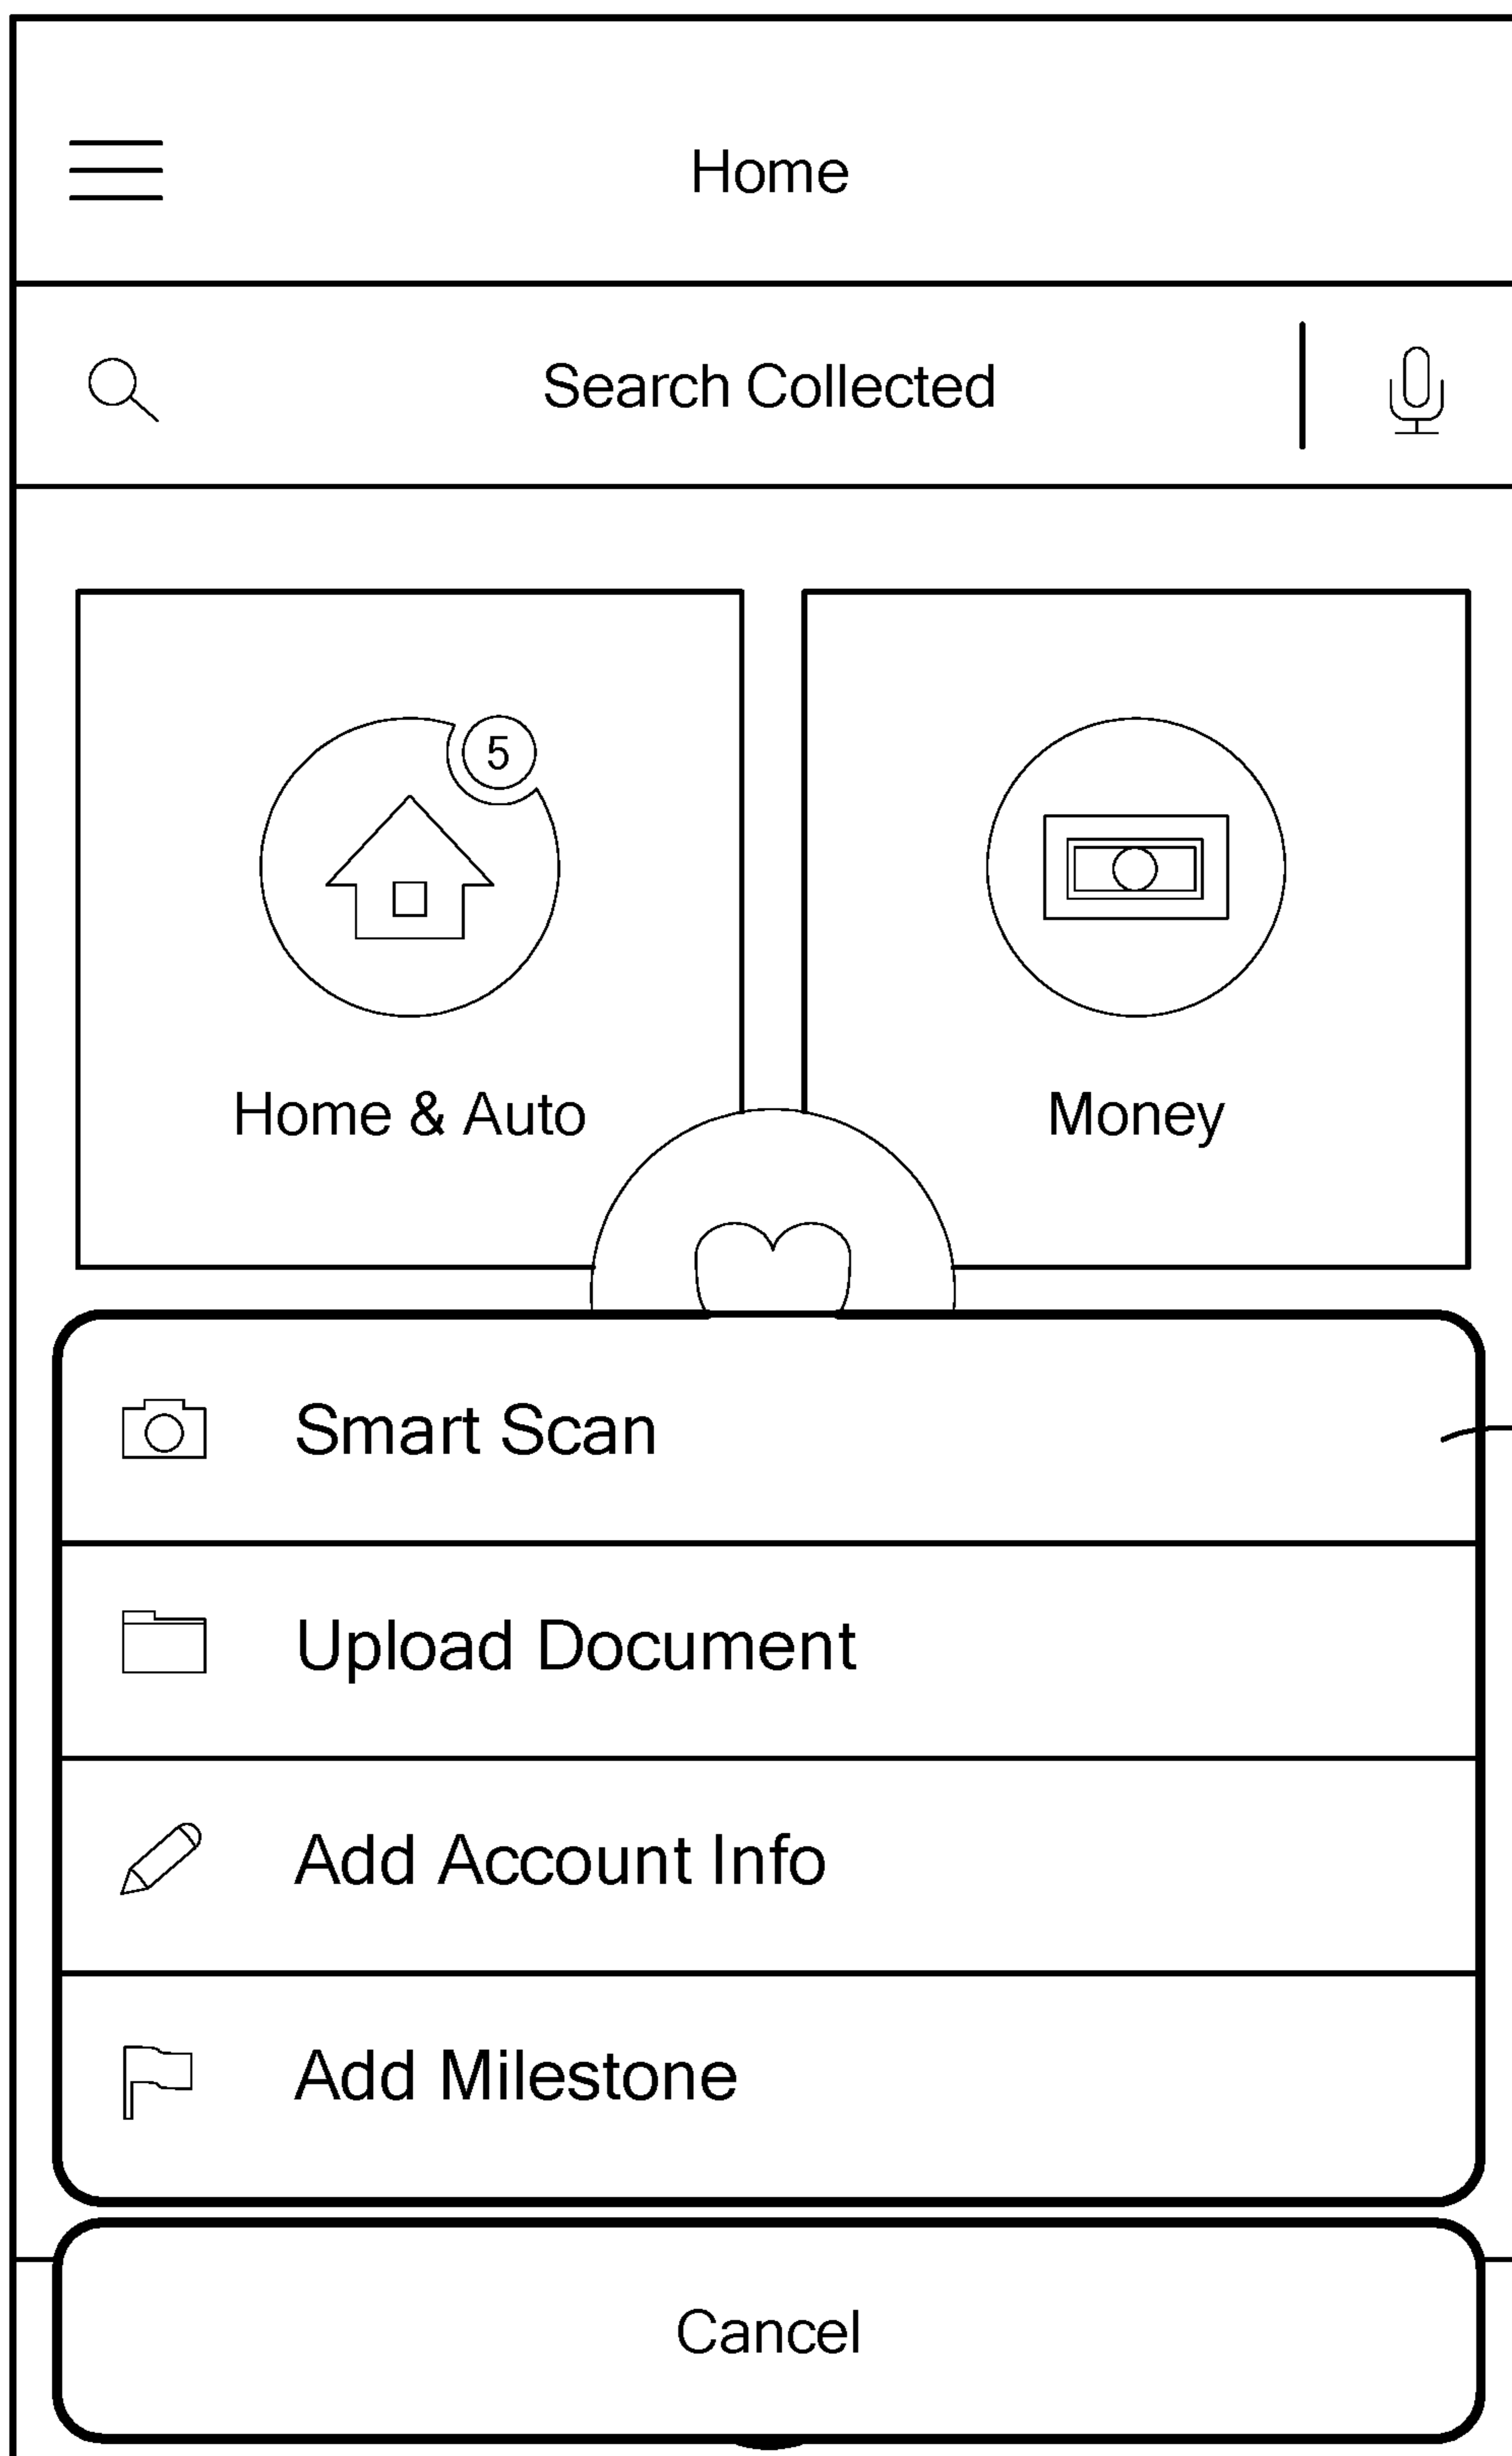 Home
Search Collected
5
Home & Auto
Money
Smart Scan
Upload Document
Add Account Info
Add Milestone
Cancel